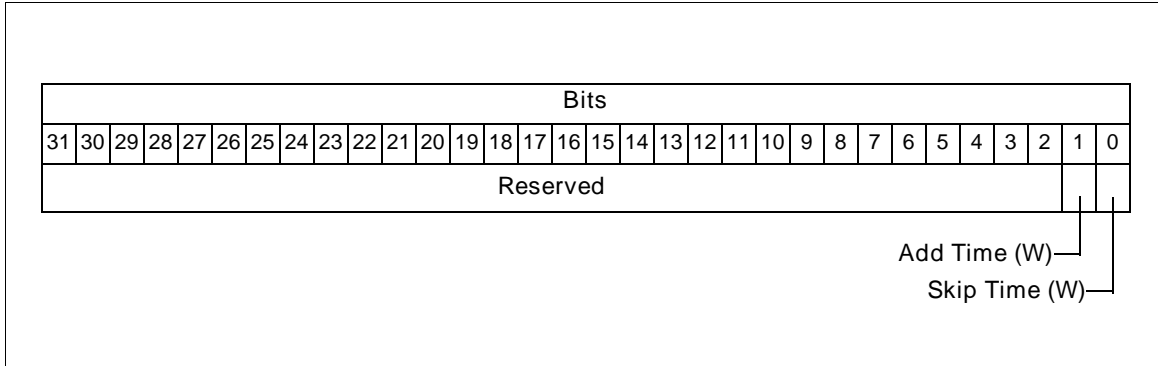 Bits
31 30 29 28 27 26 25 24 23 22 21 20 19 18 17 16 15 14 13 12 11 10 9 8 7 6 5 4 3 2 1 0
Reserved
Add Time (W)
Skip Time (W)